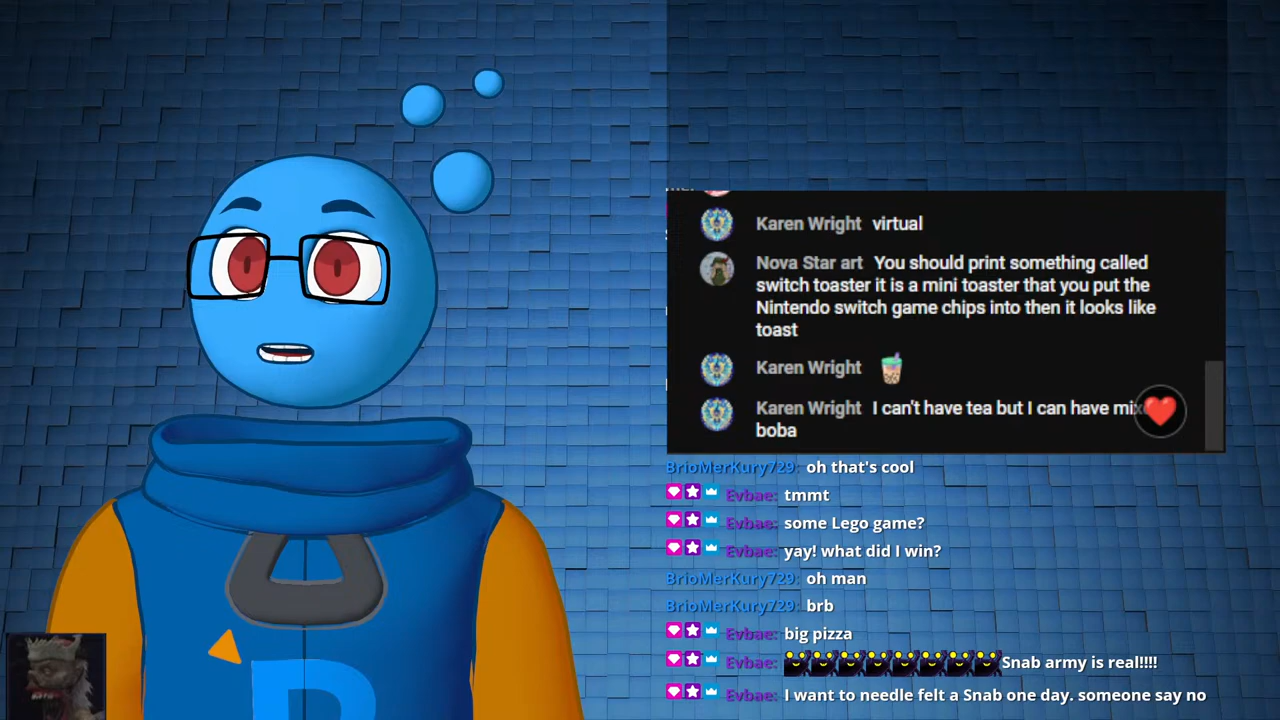 Karen Wright virtual
Nova Star art You should print something called
switch toaster it is a mini toaster that you put the
Nintendo switch game chips into then it looks like
toast
Karen Wright
Karen Wright I can't have tea but I can have
boba
BrioMerKury729: oh that's cool
Evbae: tmmt
Evbae: some Lego game?
Evbae: yay! what did I win?
BrioMerKury729: oh man
BrioMerKury729: brb
Evbae: big pizza
Evbae: Snab army is real!!!!
Evbae: I want to needle felt a Snab one day. someone say no